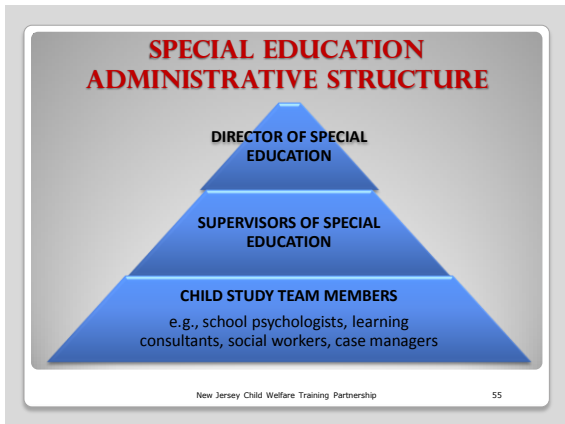 SPECIAL EDUCATION
ADMINISTRATIVE STRUCTURE
DIRECTOR OF SPECIAL
EDUCATION
SUPERVISORS OF SPECIAL
EDUCATION
CHILD STUDY TEAM MEMBERS
e.g., school psychologists, learning
consultants, social workers, case managers
New Jersey Child Welfare Training Partnership 55